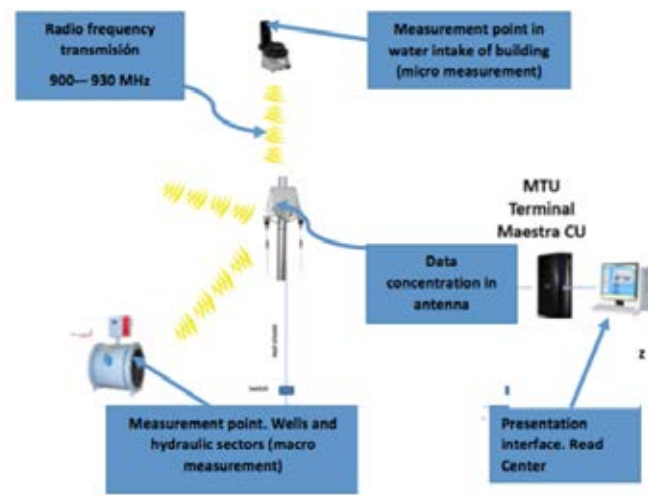 Radio frequency
transmisión
900--- 930 MHz
Measurement point in
water intake of building
(micro measurement)
MTU
Terminal
Maestra CU
Data
concentration in
antenna
Measurement point. Wells and
hydraulic sectors (macro
measurement)
Presentation
interface. Read
Center
z